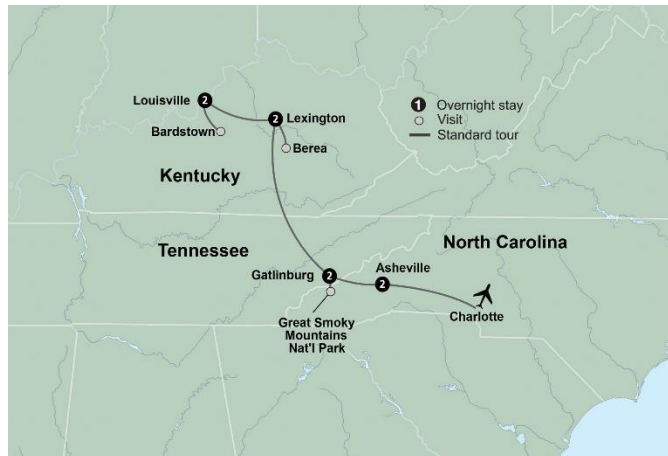 Louisville
2
2
Lexington
Bardstown
Berea
1 Overnight stay
Visit
Standard tour
Kentucky
Tennessee
North Carolina
Gatlinburg
2
Asheville
2
Great Smoky
Mountains
Nat'l Park
Charlotte